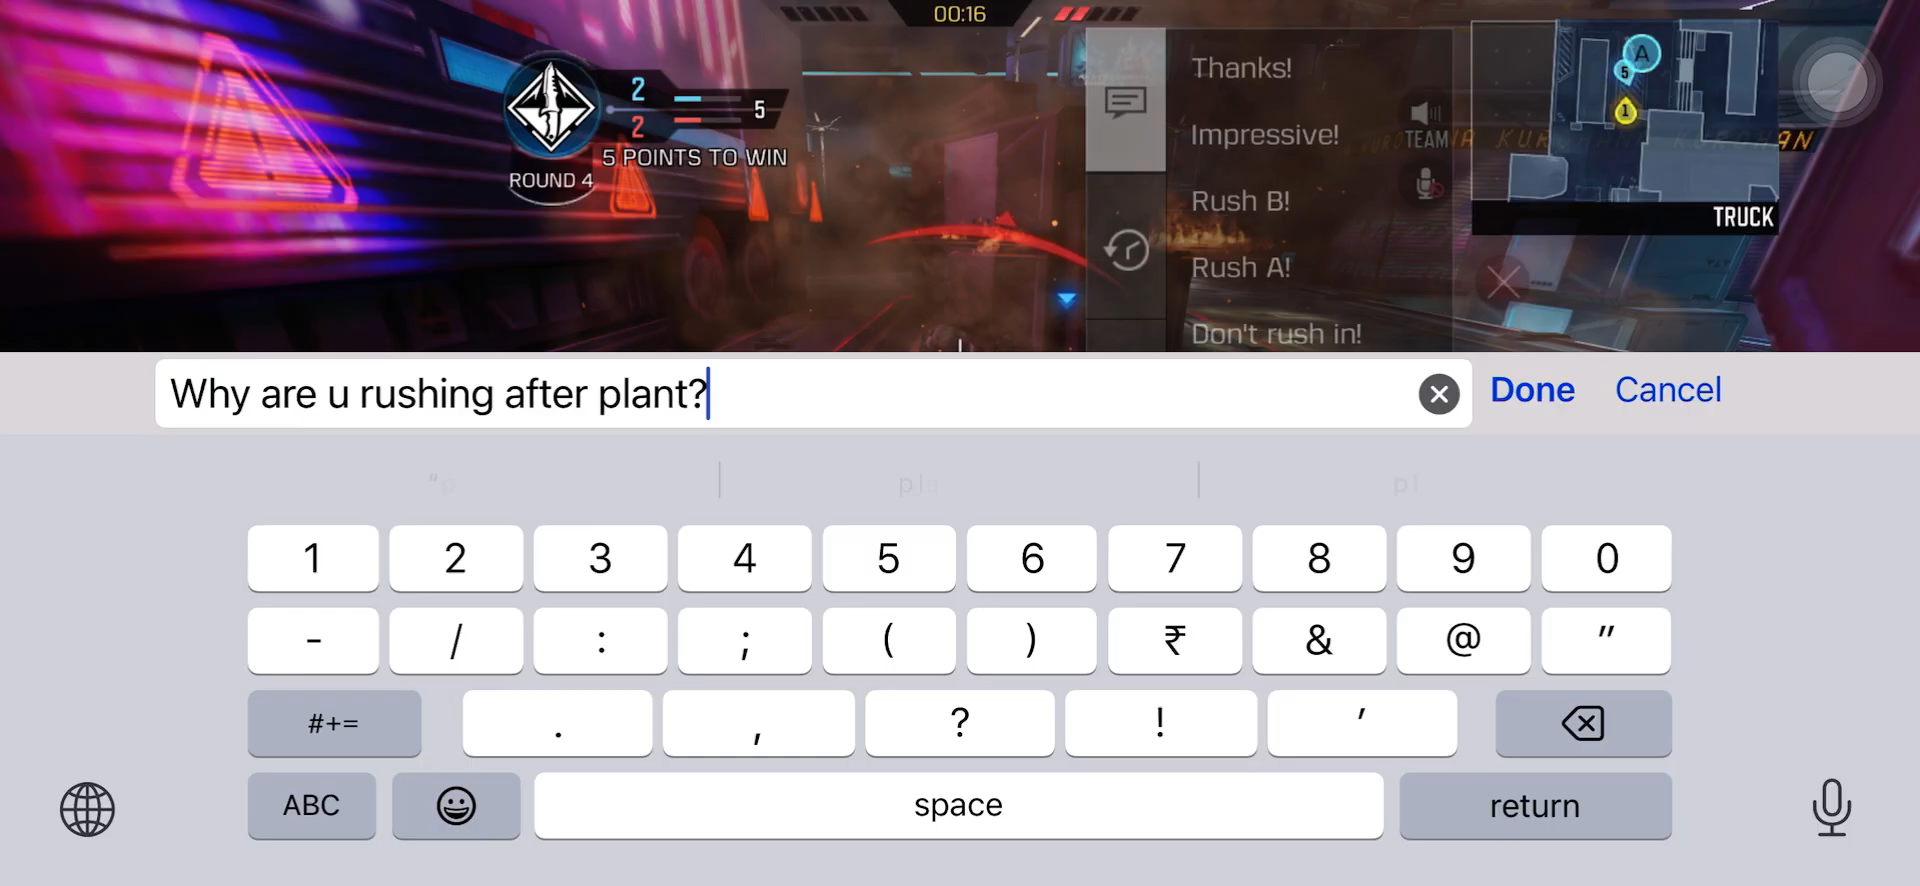 00:16
2
2
5
5 POINTS TO WIN
ROUND 4
Thanks!
Impressive!
Rush B!
Rush A!
Don't rush in!
TEAM
A
5
1
TRUCK
Why are u rushing after plant?
Done
Cancel
"p
pla
pl
1 2 3 4 5 6 7 8 9 0
- / : ; ( ) ₹ & @ "
#+= . , ? ! '
ABC space return